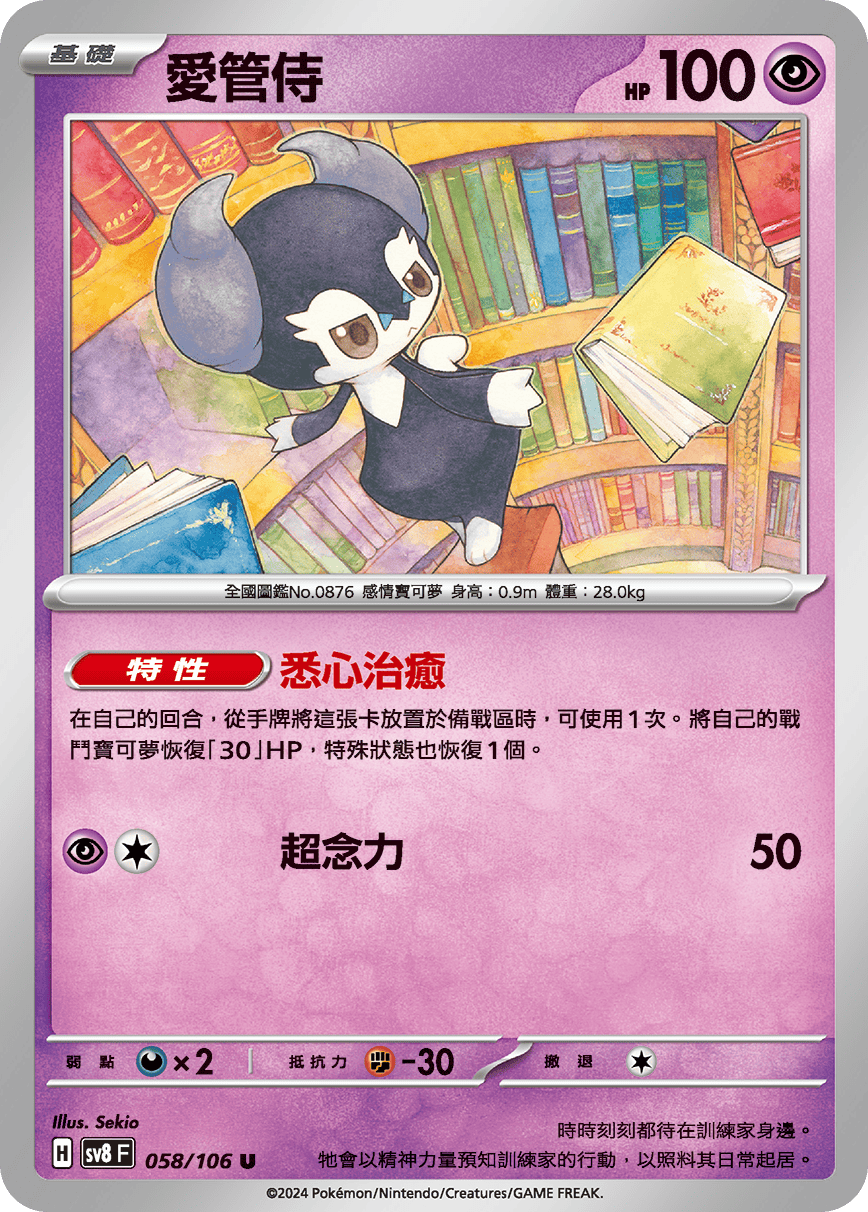 基礎
愛管侍
HP 100
全國圖鑑No.0876 感情寶可夢 身高：0.9m 體重：28.0kg
特性 悉心治癒
在自己的回合，從手牌將這張卡放置於備戰區時，可使用1次。將自己的戰
鬥寶可夢恢復「30」HP，特殊狀態也恢復1個。
超念力 50
弱點 ×2 抵抗力 -30 撤退
Illus. Sekio
時時刻刻都待在訓練家身邊。
H sv8 F 058/106 U
牠會以精神力量預知訓練家的行動，以照料其日常起居。
©2024 Pokémon/Nintendo/Creatures/GAME FREAK.